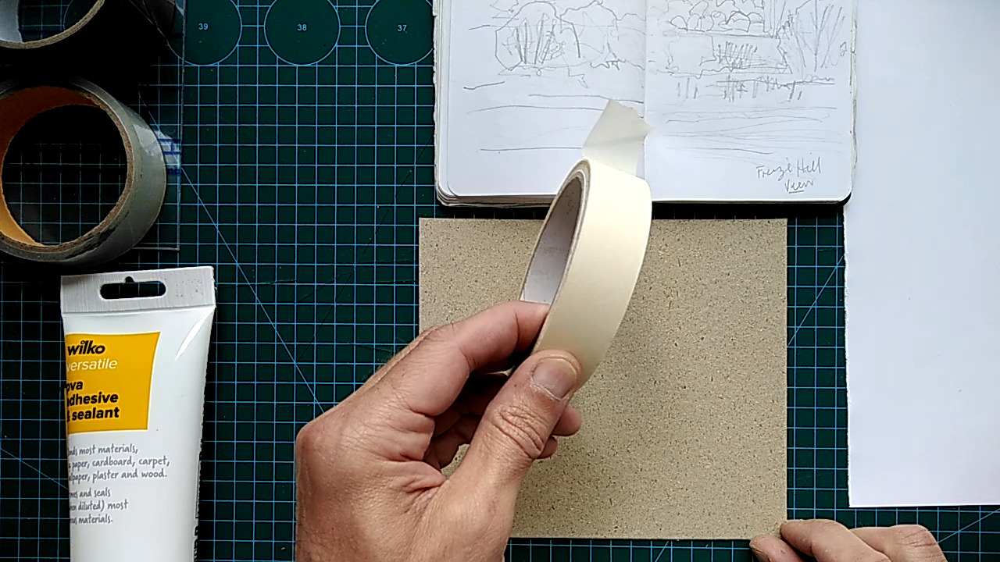 39
38
37
Hill
View
wilko
versatile
pva
adhesive
& sealant
most materials,
paper, cardboard, carpet,
plaster and wood.
and seals
diluted) most
materials.